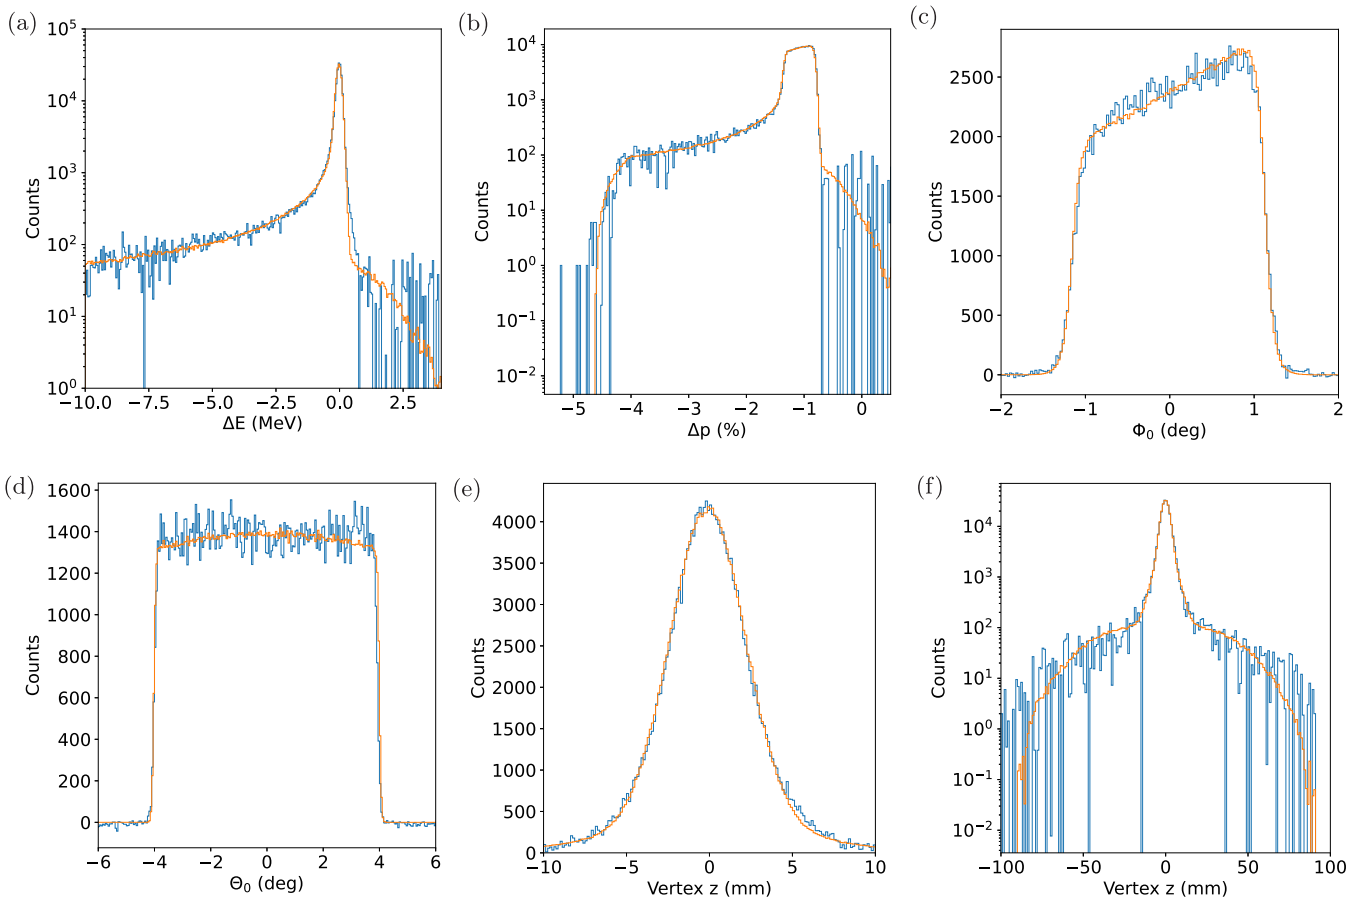 (a)
10^5
10^4
10^3
10^2
10^1
10^0
Counts
−10.0 −7.5 −5.0 −2.5 0.0 2.5
ΔE (MeV)
(b)
10^4
10^3
10^2
10^1
10^0
10^−1
10^−2
Counts
−5 −4 −3 −2 −1 0
Δp (%)
(c)
2500
2000
1500
1000
500
0
Counts
−2 −1 0 1 2
Φ_0 (deg)
(d)
1600
1400
1200
1000
800
600
400
200
0
Counts
−6 −4 −2 0 2 4 6
Θ_0 (deg)
(e)
4000
3500
3000
2500
2000
1500
1000
500
0
Counts
−10 −5 0 5 10
Vertex z (mm)
(f)
10^4
10^3
10^2
10^1
10^0
10^−1
10^−2
Counts
−100 −50 0 50 100
Vertex z (mm)